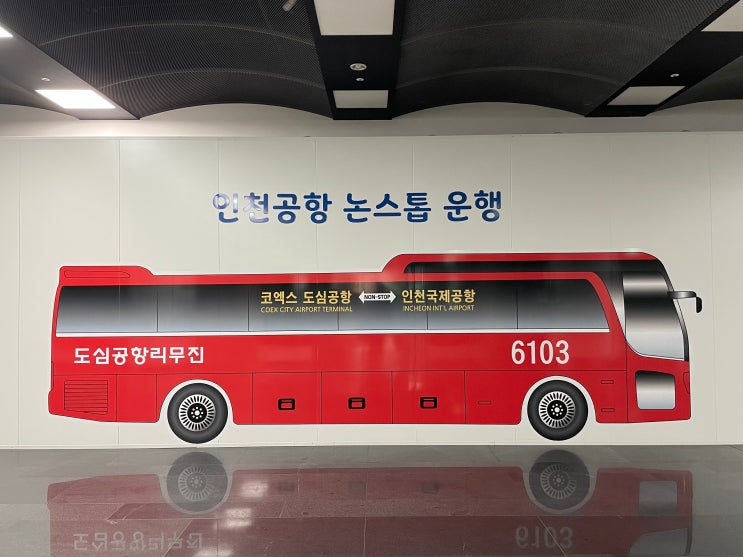 인천공항 논스톱 운행
코엑스 도심공항 NON-STOP 인천국제공항
COEX CITY AIRPORT TERMINAL INCHEON INT'L AIRPORT
도심공항리무진 6103